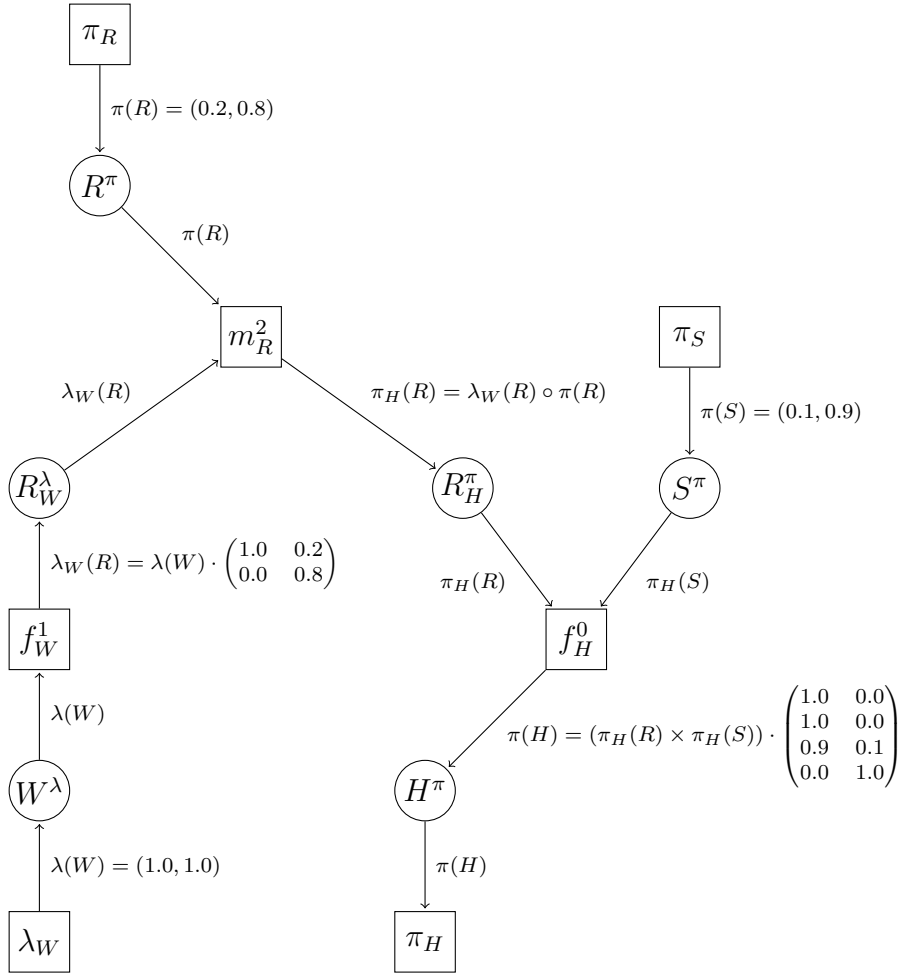 π_R
π(R) = (0.2, 0.8)
R^π
π(R)
m_R^2
π_S
λ_W(R)
π_H(R) = λ_W(R) ∘ π(R)
π(S) = (0.1, 0.9)
R_W^λ
R_H^π
S^π
λ_W(R) = λ(W) · (1.0 0.2
0.0 0.8)
π_H(R)
π_H(S)
f_W^1
f_H^0
λ(W)
π(H) = (π_H(R) × π_H(S)) · (1.0 0.0
1.0 0.0
0.9 0.1
0.0 1.0)
W^λ
H^π
λ(W) = (1.0, 1.0)
π(H)
λ_W
π_H